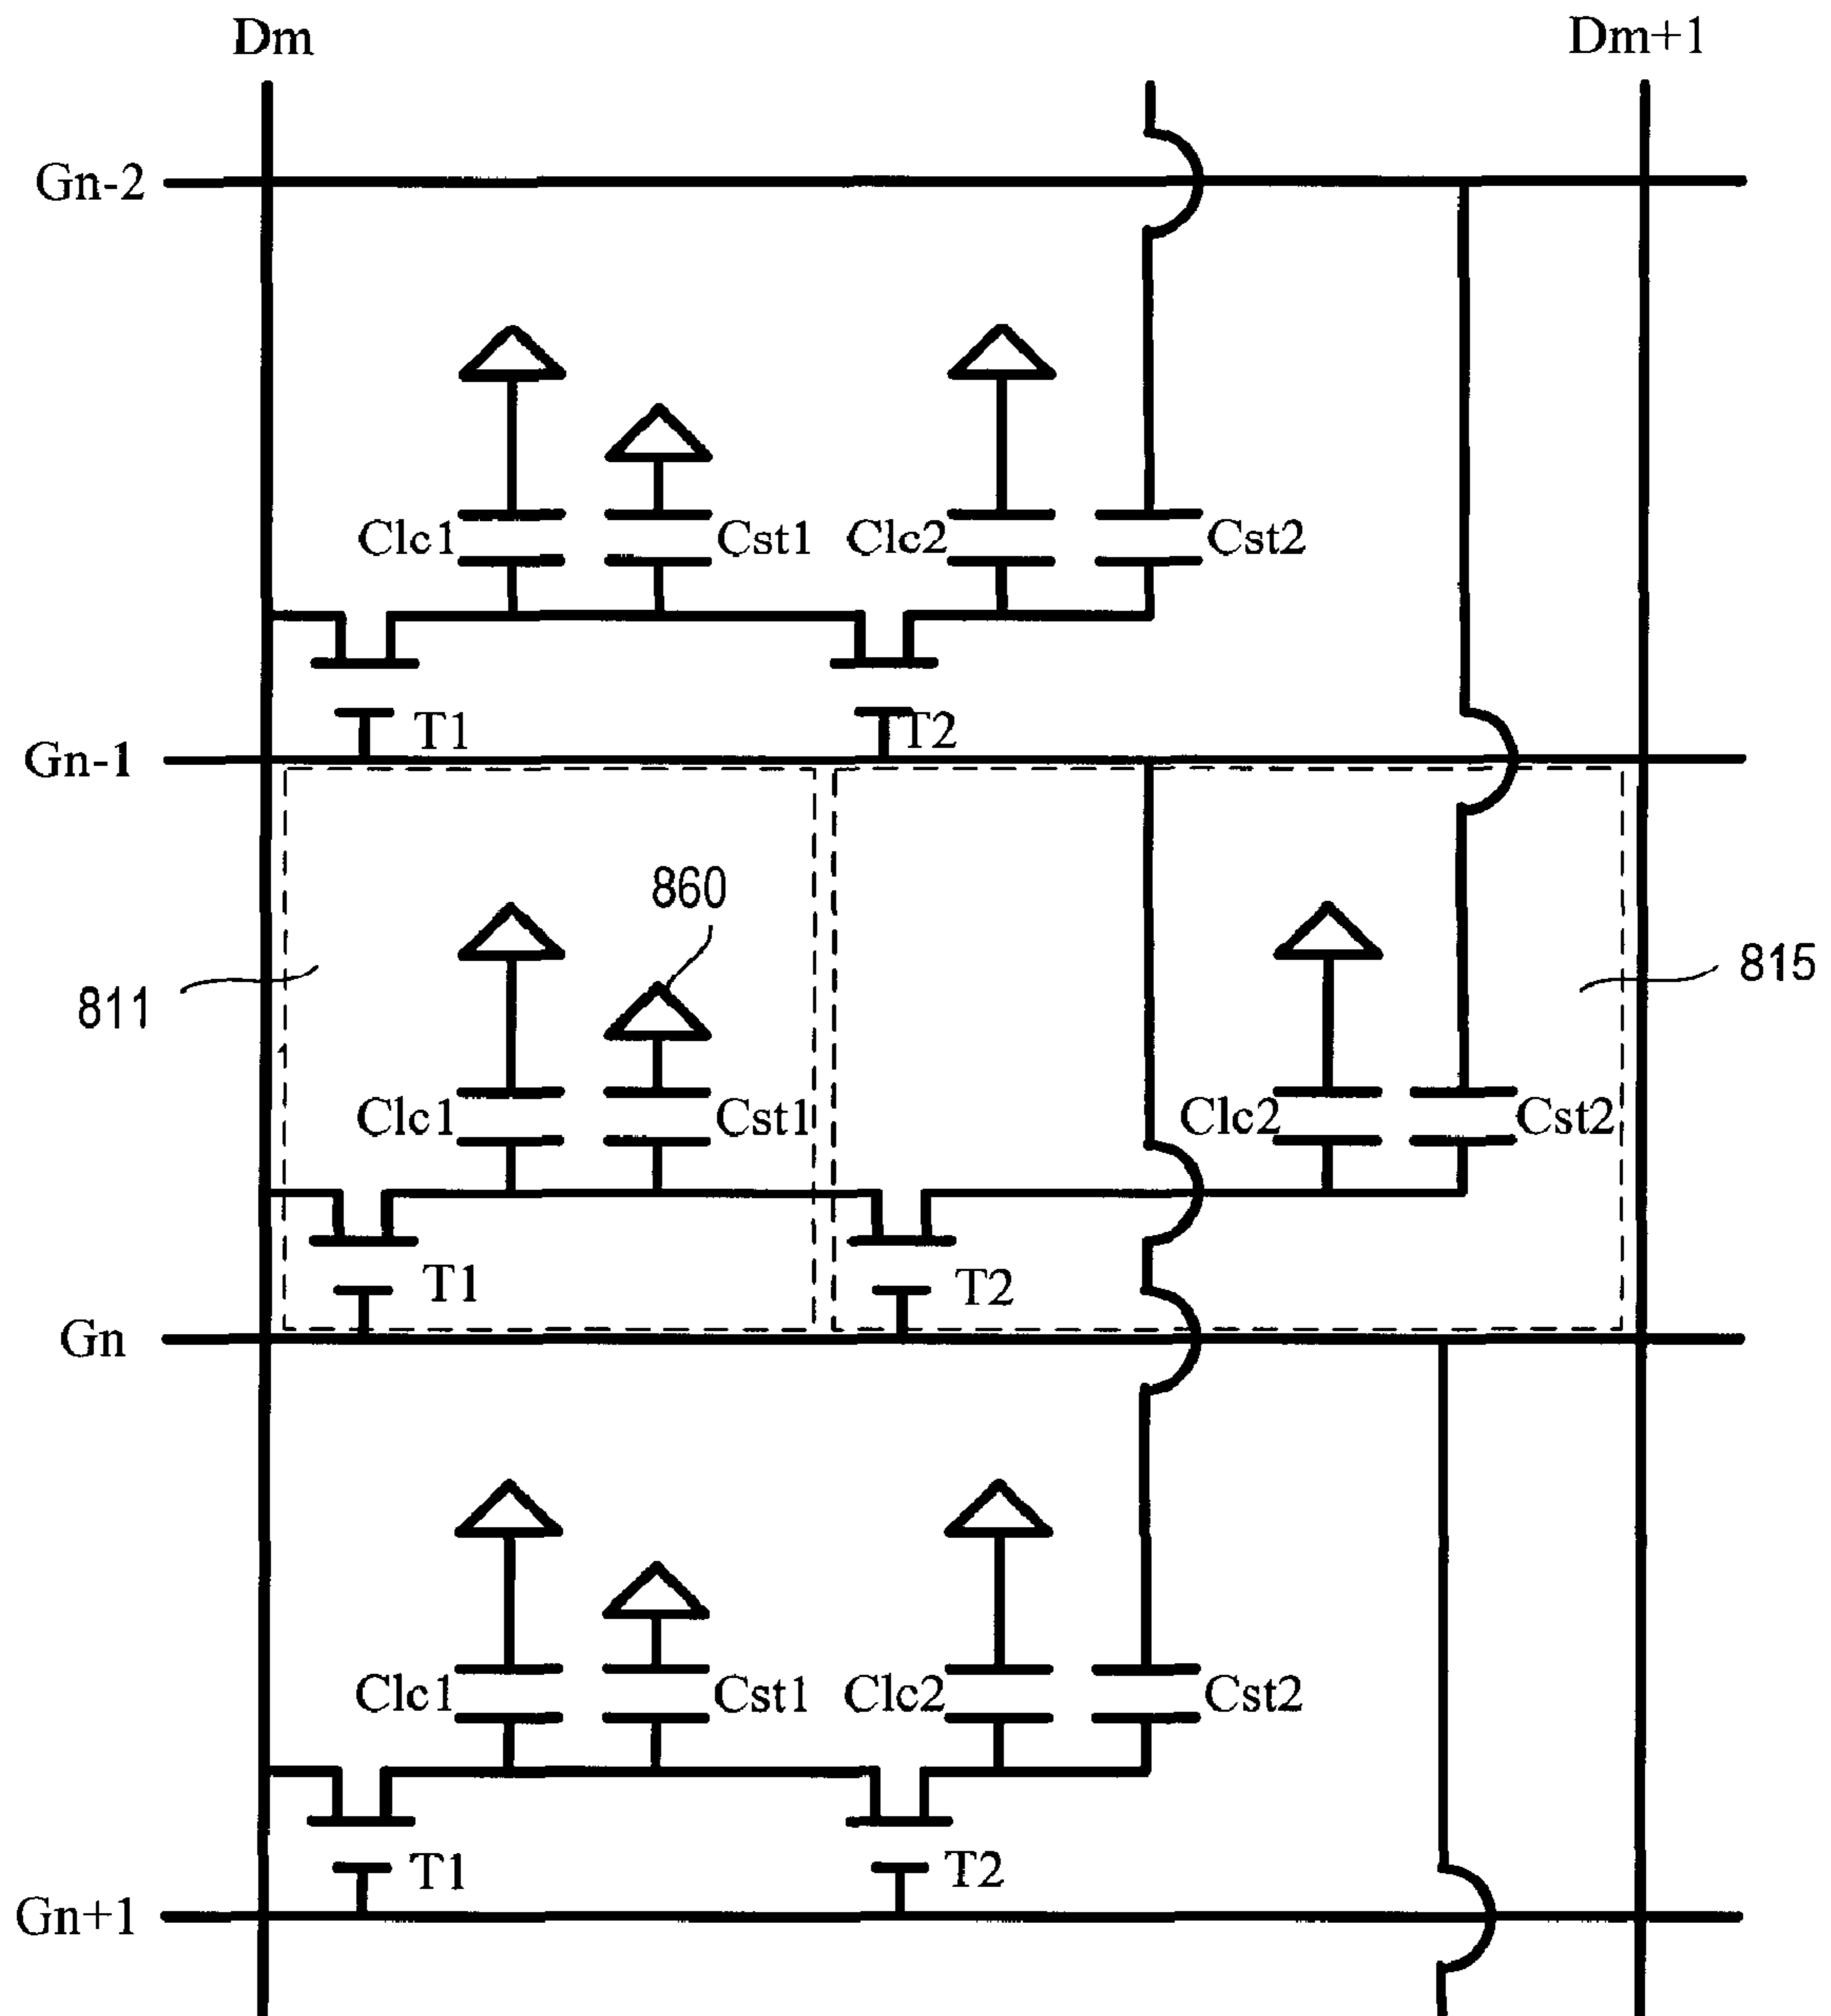 Dm Dm+1
Gn-2
Clc1 Cst1 Clc2 Cst2
T1 T2
Gn-1
860
811 815
Clc1 Cst1 Clc2 Cst2
T1 T2
Gn
Clc1 Cst1 Clc2 Cst2
T1 T2
Gn+1